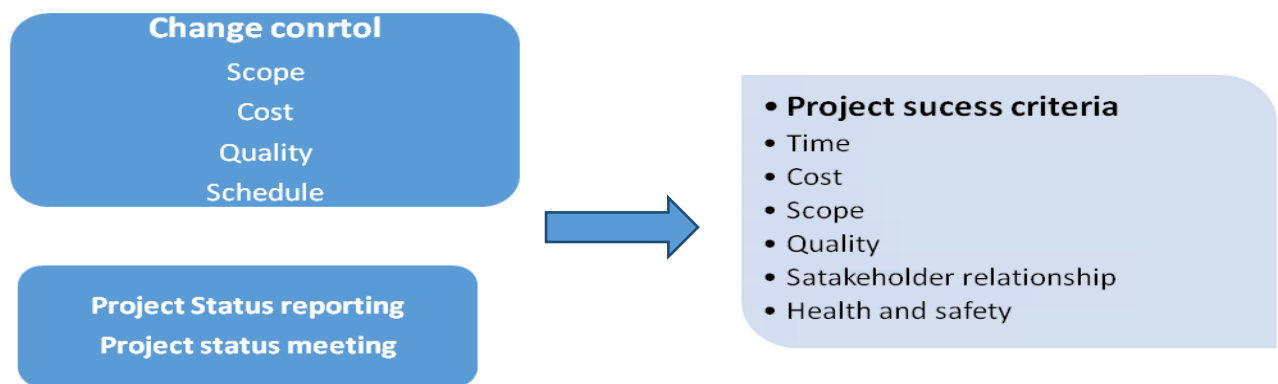 Change conrtol
Scope
Cost
Quality
Schedule
Project Status reporting
Project status meeting
• Project sucess criteria
• Time
• Cost
• Scope
• Quality
• Satakeholder relationship
• Health and safety